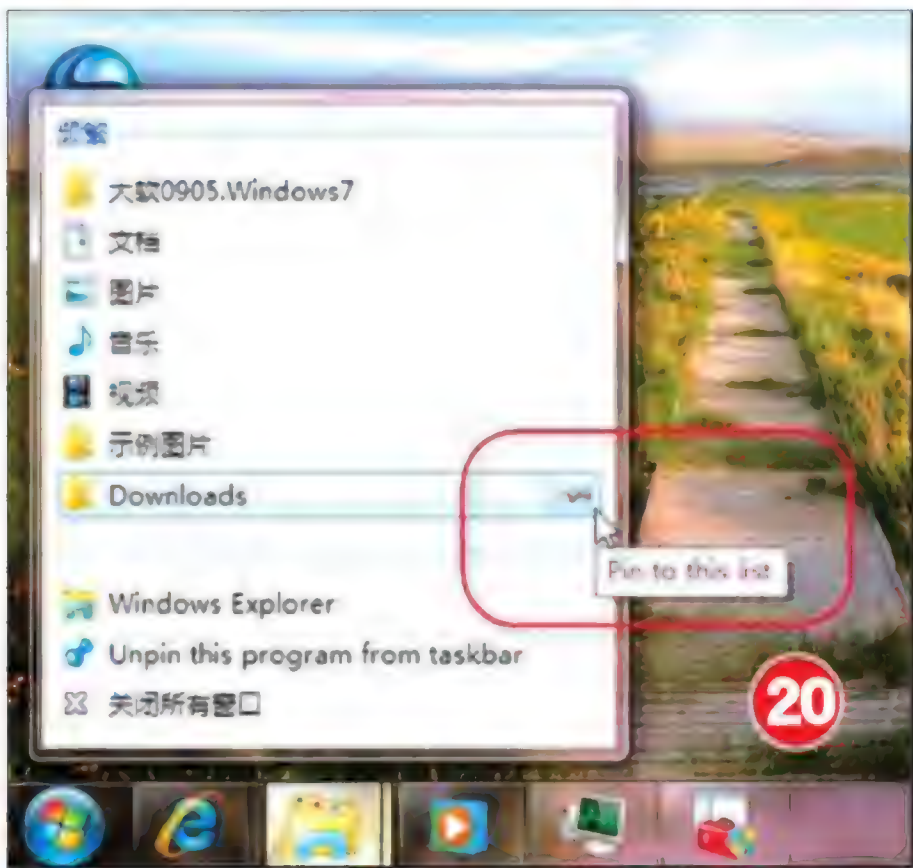 频繁
大软0905.Windows7
文档
图片
音乐
视频
示例图片
Downloads
Pin to this list
Windows Explorer
Unpin this program from taskbar
关闭所有窗口
20